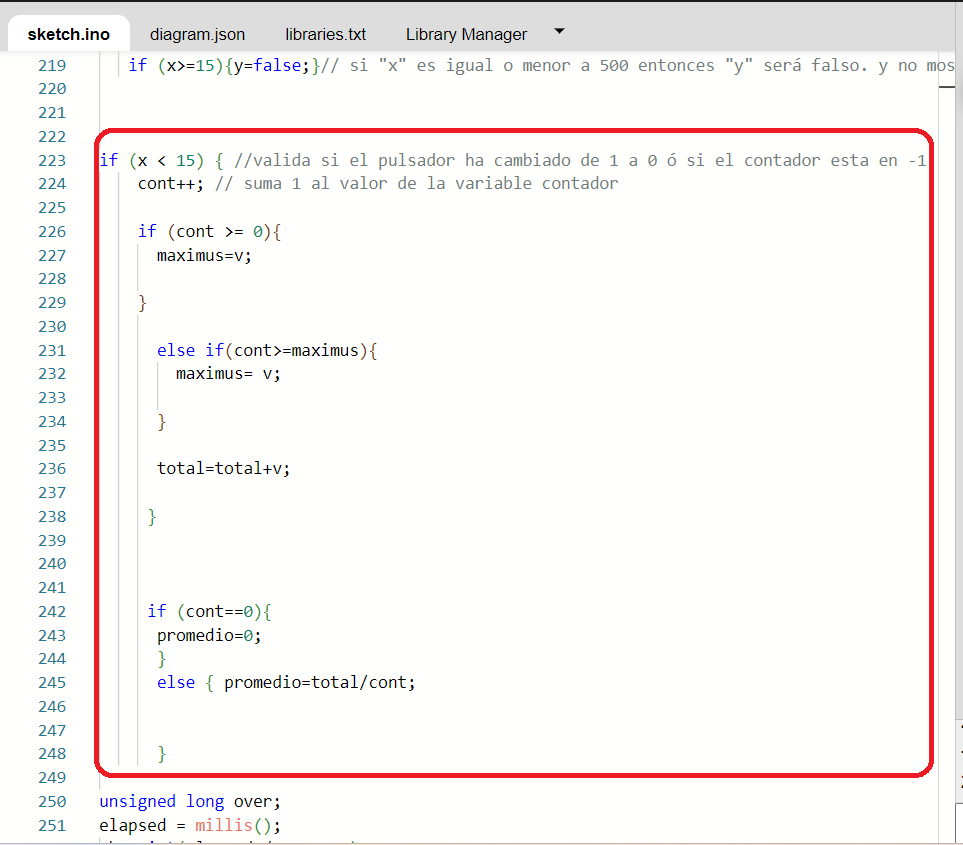 sketch.ino diagram.json libraries.txt Library Manager
219 if (x>=15){y=false;}// si "x" es igual o menor a 500 entonces "y" será falso. y no mos
220
221
222
223 if (x < 15) { //valida si el pulsador ha cambiado de 1 a 0 ó si el contador esta en -1
224 cont++; // suma 1 al valor de la variable contador
225
226 if (cont >= 0){
227 maximus=v;
228
229 }
230
231 else if(cont>=maximus){
232 maximus= v;
233
234 }
235
236 total=total+v;
237
238 }
239
240
241
242 if (cont==0){
243 promedio=0;
244 }
245 else { promedio=total/cont;
246
247
248 }
249
250 unsigned long over;
251 elapsed = millis();